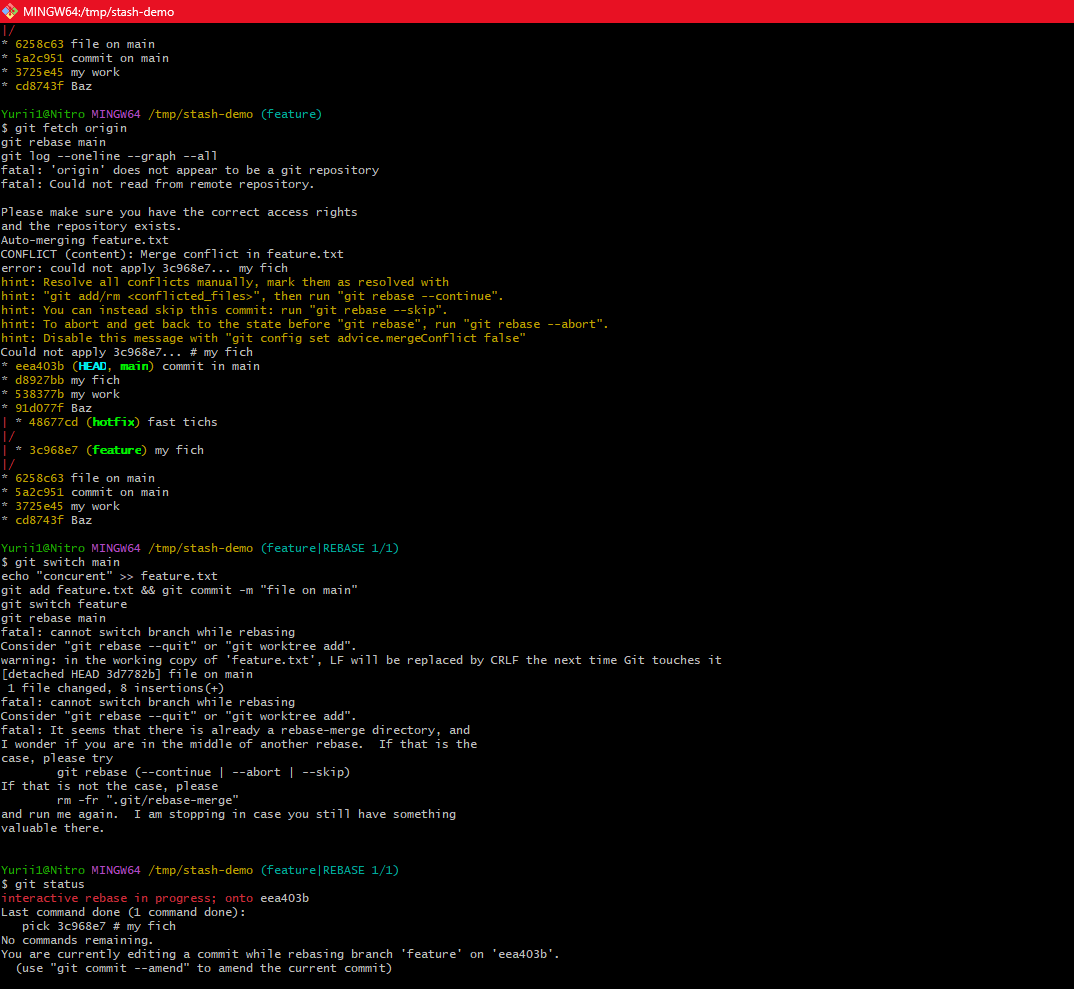 MINGW64:/tmp/stash-demo
|/
* 6258c63 file on main
* 5a2c951 commit on main
* 3725e45 my work
* cd8743f Baz

Yurii1@Nitro MINGW64 /tmp/stash-demo (feature)
$ git fetch origin
git rebase main
git log --oneline --graph --all
fatal: 'origin' does not appear to be a git repository
fatal: Could not read from remote repository.

Please make sure you have the correct access rights
and the repository exists.
Auto-merging feature.txt
CONFLICT (content): Merge conflict in feature.txt
error: could not apply 3c968e7... my fich
hint: Resolve all conflicts manually, mark them as resolved with
hint: "git add/rm <conflicted_files>", then run "git rebase --continue".
hint: You can instead skip this commit: run "git rebase --skip".
hint: To abort and get back to the state before "git rebase", run "git rebase --abort".
hint: Disable this message with "git config set advice.mergeConflict false"
Could not apply 3c968e7... # my fich
* eea403b (HEAD, main) commit in main
* d8927bb my fich
* 538377b my work
* 91d077f Baz
| * 48677cd (hotfix) fast tichs
|/
| * 3c968e7 (feature) my fich
|/
* 6258c63 file on main
* 5a2c951 commit on main
* 3725e45 my work
* cd8743f Baz

Yurii1@Nitro MINGW64 /tmp/stash-demo (feature|REBASE 1/1)
$ git switch main
echo "concurent" >> feature.txt
git add feature.txt && git commit -m "file on main"
git switch feature
git rebase main
fatal: cannot switch branch while rebasing
Consider "git rebase --quit" or "git worktree add".
warning: in the working copy of 'feature.txt', LF will be replaced by CRLF the next time Git touches it
[detached HEAD 3d7782b] file on main
 1 file changed, 8 insertions(+)
fatal: cannot switch branch while rebasing
Consider "git rebase --quit" or "git worktree add".
fatal: It seems that there is already a rebase-merge directory, and
I wonder if you are in the middle of another rebase.  If that is the
case, please try
        git rebase (--continue | --abort | --skip)
If that is not the case, please
        rm -fr ".git/rebase-merge"
and run me again.  I am stopping in case you still have something
valuable there.

Yurii1@Nitro MINGW64 /tmp/stash-demo (feature|REBASE 1/1)
$ git status
interactive rebase in progress; onto eea403b
Last command done (1 command done):
   pick 3c968e7 # my fich
No commands remaining.
You are currently editing a commit while rebasing branch 'feature' on 'eea403b'.
  (use "git commit --amend" to amend the current commit)